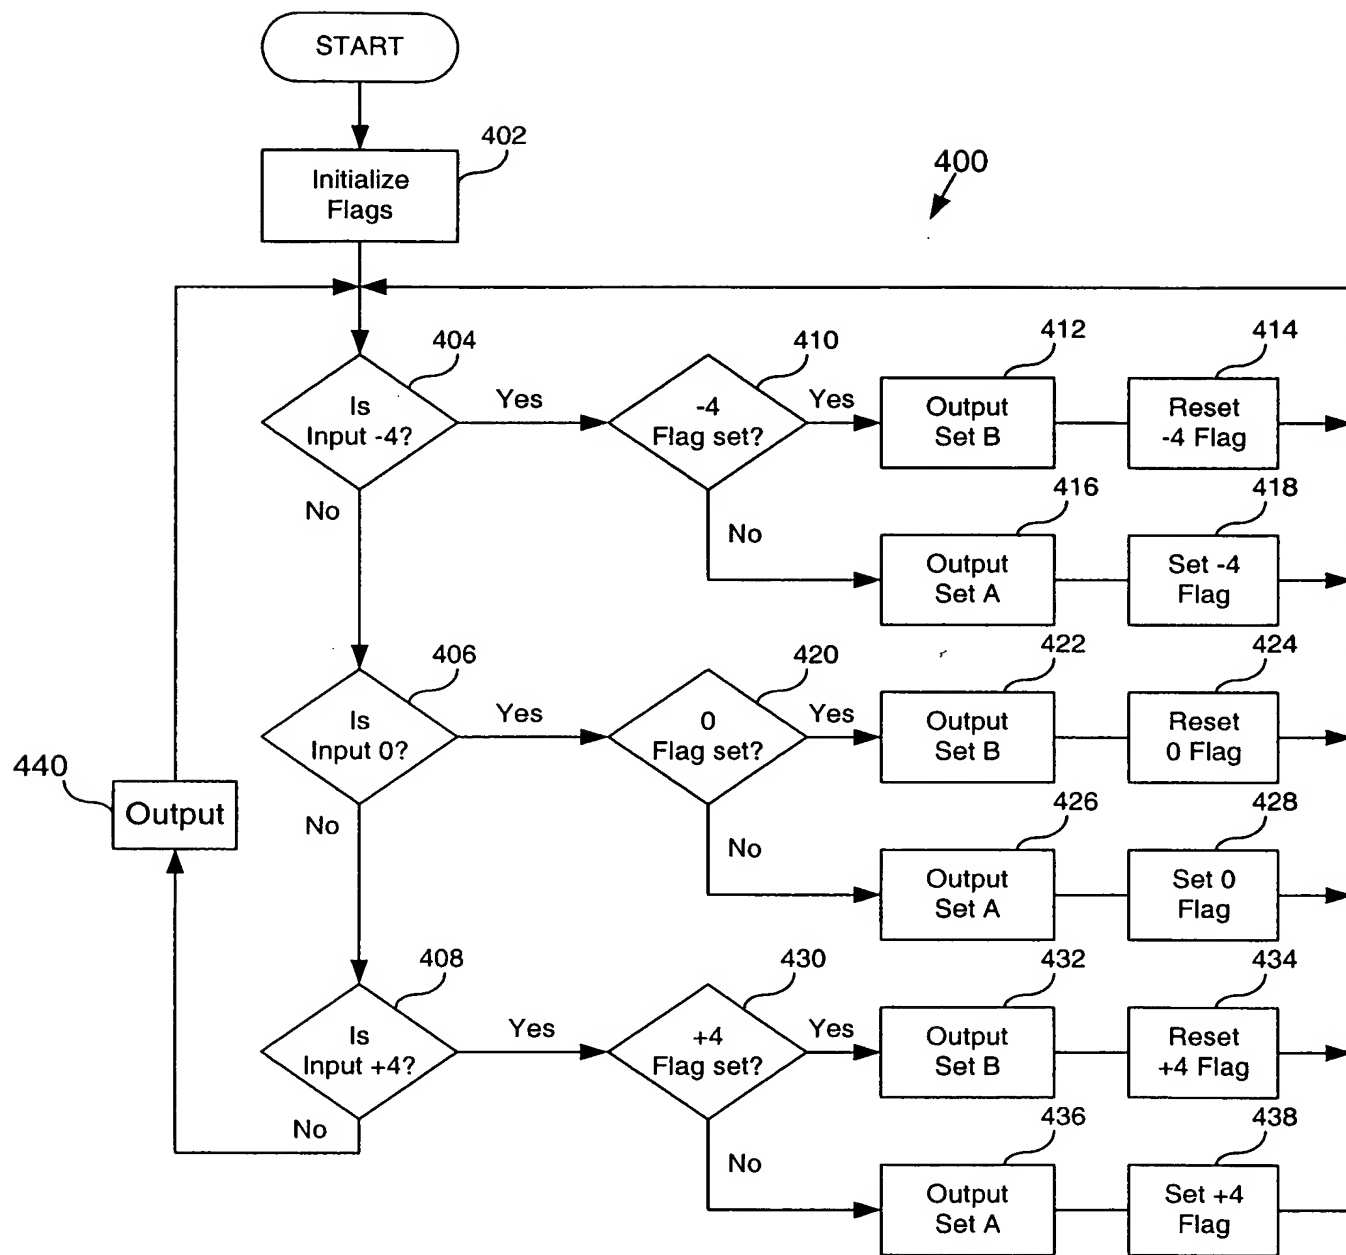 START
402
Initialize
Flags
400
404
Is
Input -4?
Yes
No
410
-4
Flag set?
Yes
No
412
Output
Set B
414
Reset
-4 Flag
416
Output
Set A
418
Set -4
Flag
406
Is
Input 0?
Yes
No
420
0
Flag set?
Yes
No
422
Output
Set B
424
Reset
0 Flag
426
Output
Set A
428
Set 0
Flag
440
Output
408
Is
Input +4?
Yes
No
430
+4
Flag set?
Yes
No
432
Output
Set B
434
Reset
+4 Flag
436
Output
Set A
438
Set +4
Flag